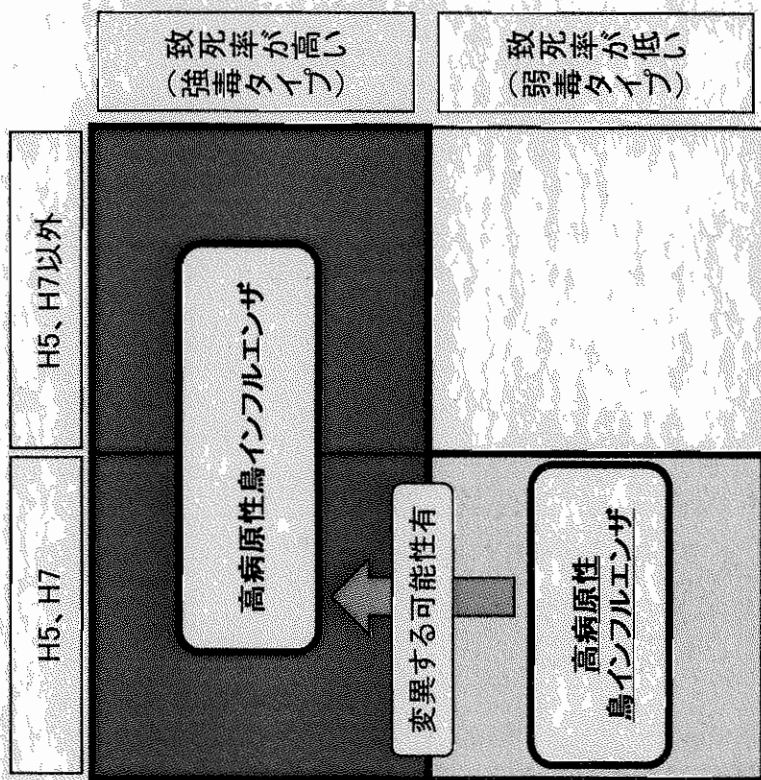 H5、H7
H5、H7以外
致死率が高い
（強毒タイプ）
高病原性鳥インフルエンザ
変異する可能性有
高病原性
鳥インフルエンザ
致死率が低い
（弱毒タイプ）